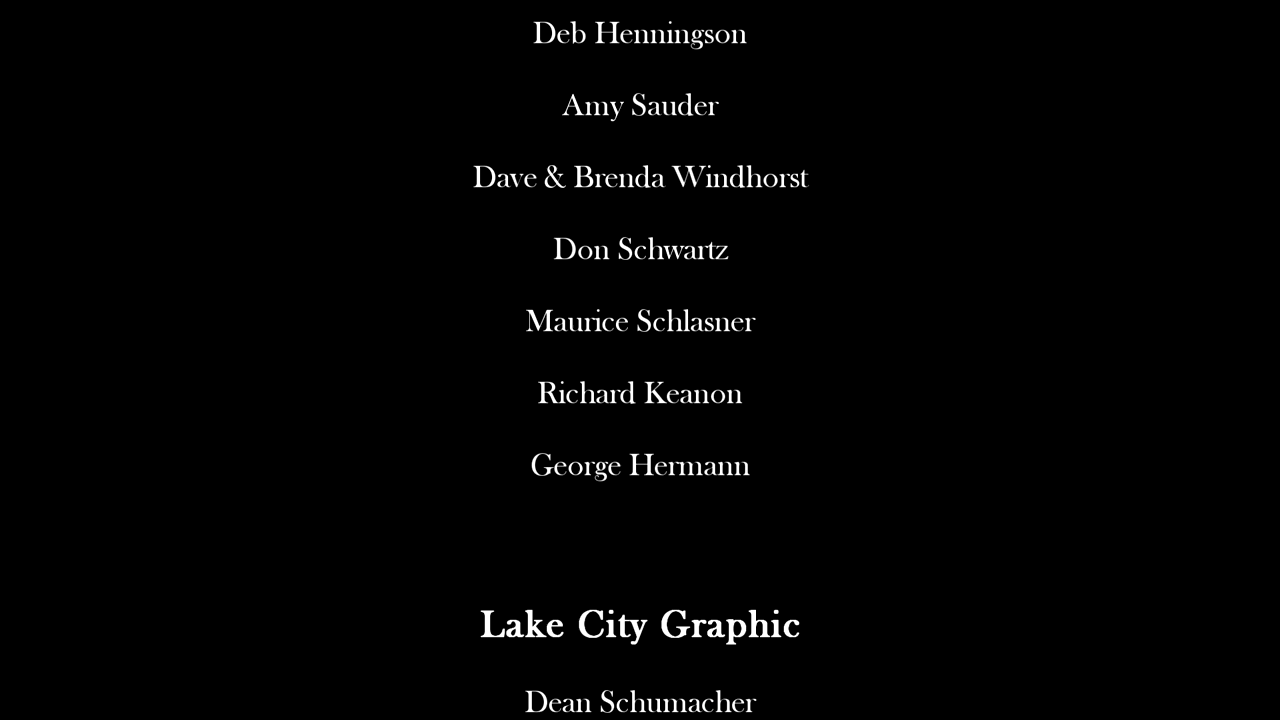 Deb Henningson
Amy Sauder
Dave & Brenda Windhorst
Don Schwartz
Maurice Schlasner
Richard Keanon
George Hermann
Lake City Graphic
Dean Schumacher